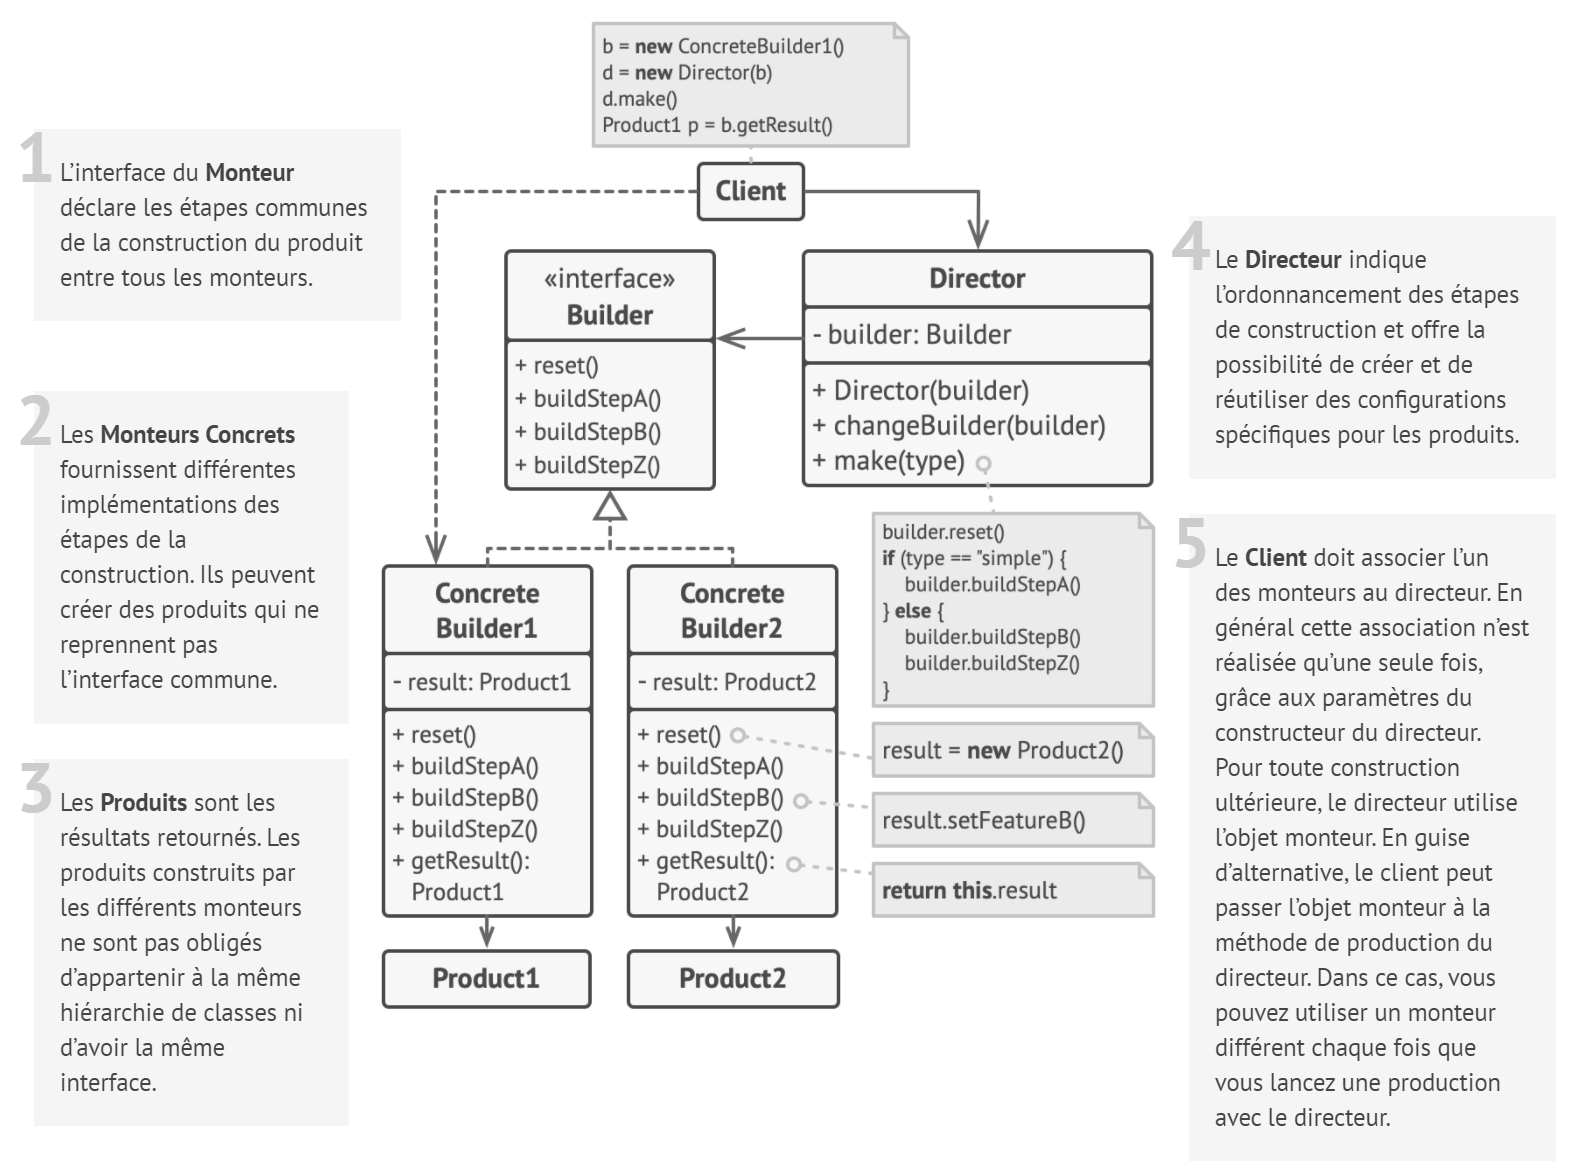 b = new ConcreteBuilder1()
d = new Director(b)
d.make()
Product1 p = b.getResult()
Client
1
L’interface du Monteur
déclare les étapes communes
de la construction du produit
entre tous les monteurs.
2
Les Monteurs Concrets
fournissent différentes
implémentations des
étapes de la
construction. Ils peuvent
créer des produits qui ne
reprennent pas
l’interface commune.
3
Les Produits sont les
résultats retournés. Les
produits construits par
les différents monteurs
ne sont pas obligés
d’appartenir à la même
hiérarchie de classes ni
d’avoir la même
interface.
«interface»
Builder
+ reset()
+ buildStepA()
+ buildStepB()
+ buildStepZ()
Director
- builder: Builder
+ Director(builder)
+ changeBuilder(builder)
+ make(type)
builder.reset()
if (type == "simple") {
builder.buildStepA()
} else {
builder.buildStepB()
builder.buildStepZ()
}
Concrete
Builder1
- result: Product1
+ reset()
+ buildStepA()
+ buildStepB()
+ buildStepZ()
+ getResult():
Product1
Product1
Concrete
Builder2
- result: Product2
+ reset()
+ buildStepA()
+ buildStepB()
+ buildStepZ()
+ getResult():
Product2
Product2
result = new Product2()
result.setFeatureB()
return this.result
4
Le Directeur indique
l’ordonnancement des étapes
de construction et offre la
possibilité de créer et de
réutiliser des configurations
spécifiques pour les produits.
5
Le Client doit associer l’un
des monteurs au directeur. En
général cette association n’est
réalisée qu’une seule fois,
grâce aux paramètres du
constructeur du directeur.
Pour toute construction
ultérieure, le directeur utilise
l’objet monteur. En guise
d’alternative, le client peut
passer l’objet monteur à la
méthode de production du
directeur. Dans ce cas, vous
pouvez utiliser un monteur
différent chaque fois que
vous lancez une production
avec le directeur.